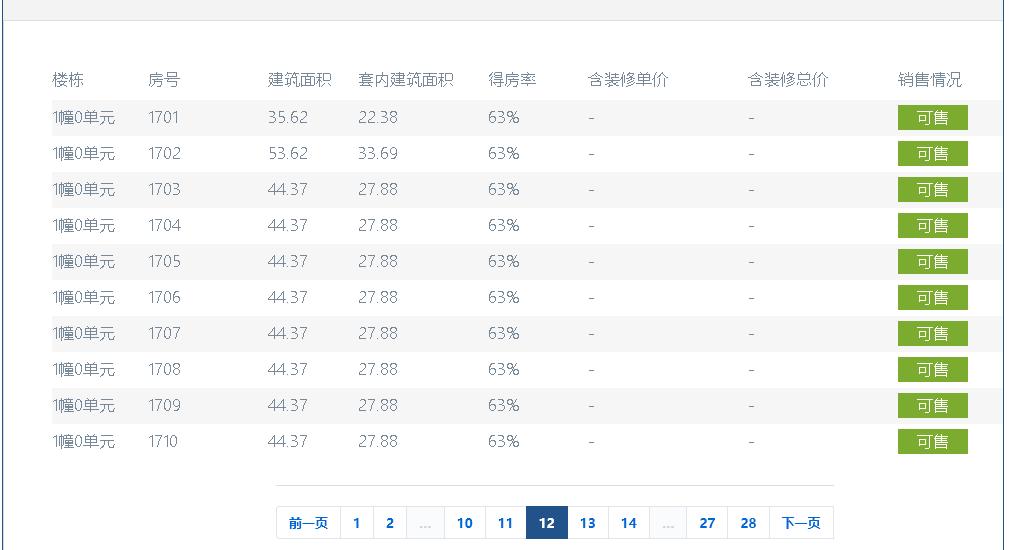 楼栋 房号 建筑面积 套内建筑面积 得房率 含装修单价 含装修总价 销售情况
1幢0单元 1701 35.62 22.38 63% - - 可售
1幢0单元 1702 53.62 33.69 63% - - 可售
1幢0单元 1703 44.37 27.88 63% - - 可售
1幢0单元 1704 44.37 27.88 63% - - 可售
1幢0单元 1705 44.37 27.88 63% - - 可售
1幢0单元 1706 44.37 27.88 63% - - 可售
1幢0单元 1707 44.37 27.88 63% - - 可售
1幢0单元 1708 44.37 27.88 63% - - 可售
1幢0单元 1709 44.37 27.88 63% - - 可售
1幢0单元 1710 44.37 27.88 63% - - 可售
前一页 1 2 ... 10 11 12 13 14 ... 27 28 下一页